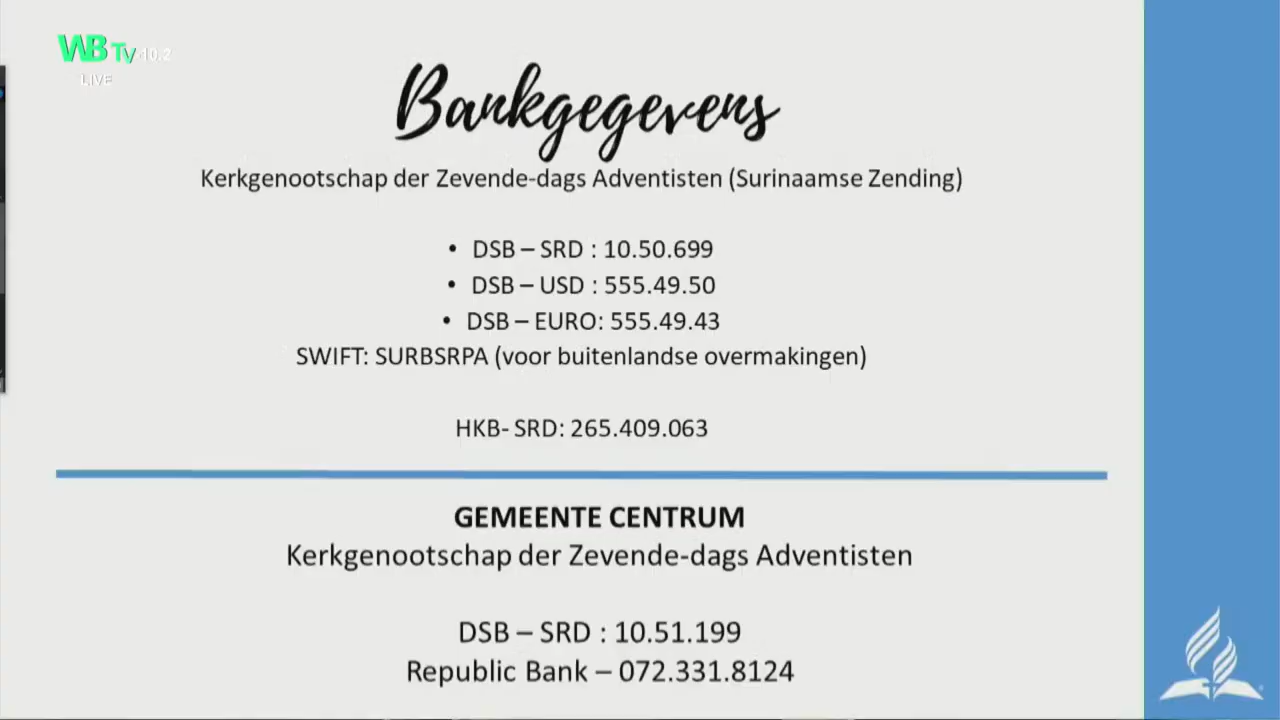 WBTV 10.2
LIVE
Bankgegevens
Kerkgenootschap der Zevende-dags Adventisten (Surinaamse Zending)
• DSB – SRD : 10.50.699
• DSB – USD : 555.49.50
• DSB – EURO: 555.49.43
SWIFT: SURBSRPA (voor buitenlandse overmakingen)
HKB- SRD: 265.409.063
GEMEENTE CENTRUM
Kerkgenootschap der Zevende-dags Adventisten
DSB – SRD : 10.51.199
Republic Bank – 072.331.8124